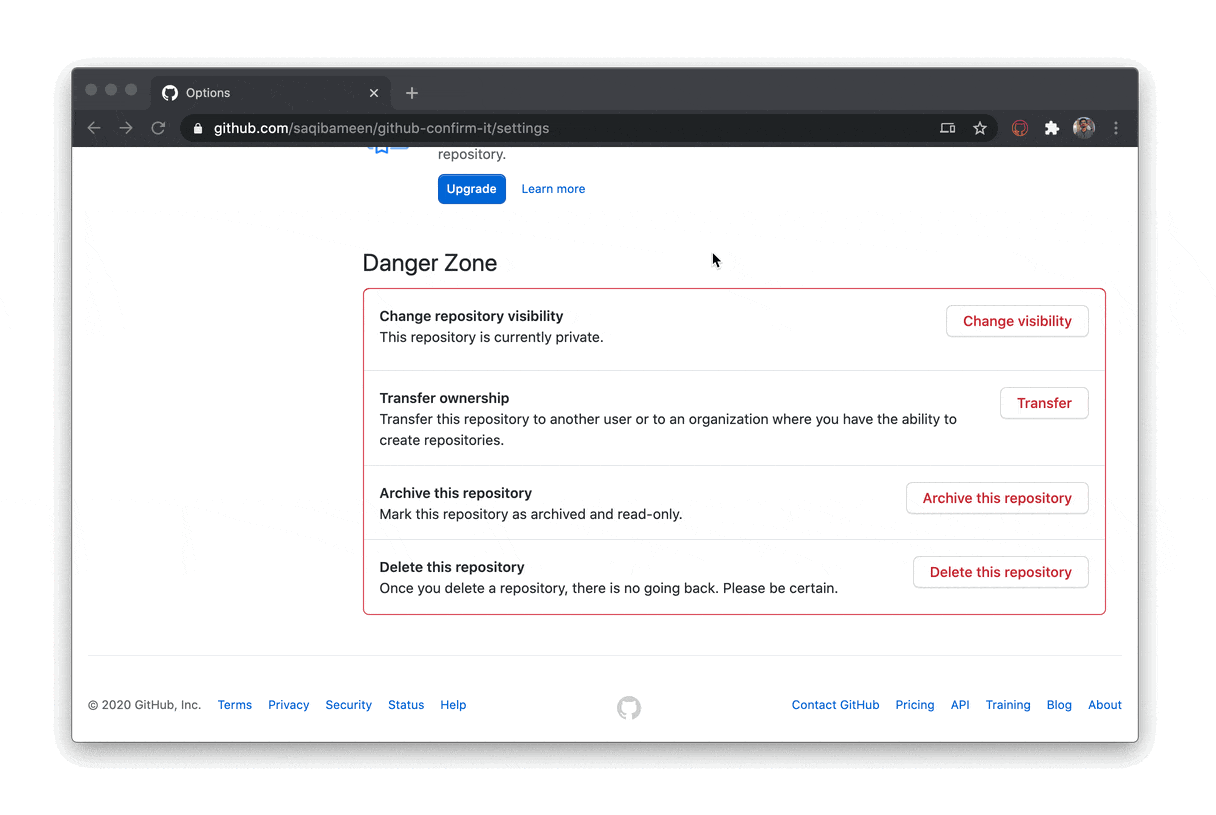 Options
github.com/saqibameen/github-confirm-it/settings
repository.
Upgrade
Learn more
Danger Zone
Change repository visibility
This repository is currently private.
Change visibility
Transfer ownership
Transfer this repository to another user or to an organization where you have the ability to
create repositories.
Transfer
Archive this repository
Mark this repository as archived and read-only.
Archive this repository
Delete this repository
Once you delete a repository, there is no going back. Please be certain.
Delete this repository
© 2020 GitHub, Inc. Terms Privacy Security Status Help Contact GitHub Pricing API Training Blog About